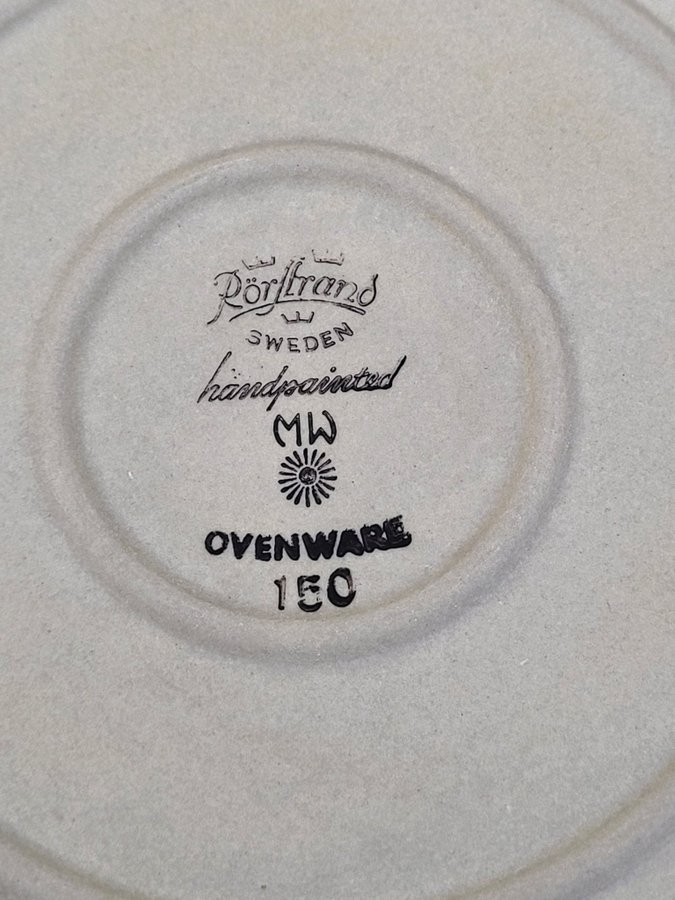 Rörstrand
SWEDEN
handpainted
MW
OVENWARE
150